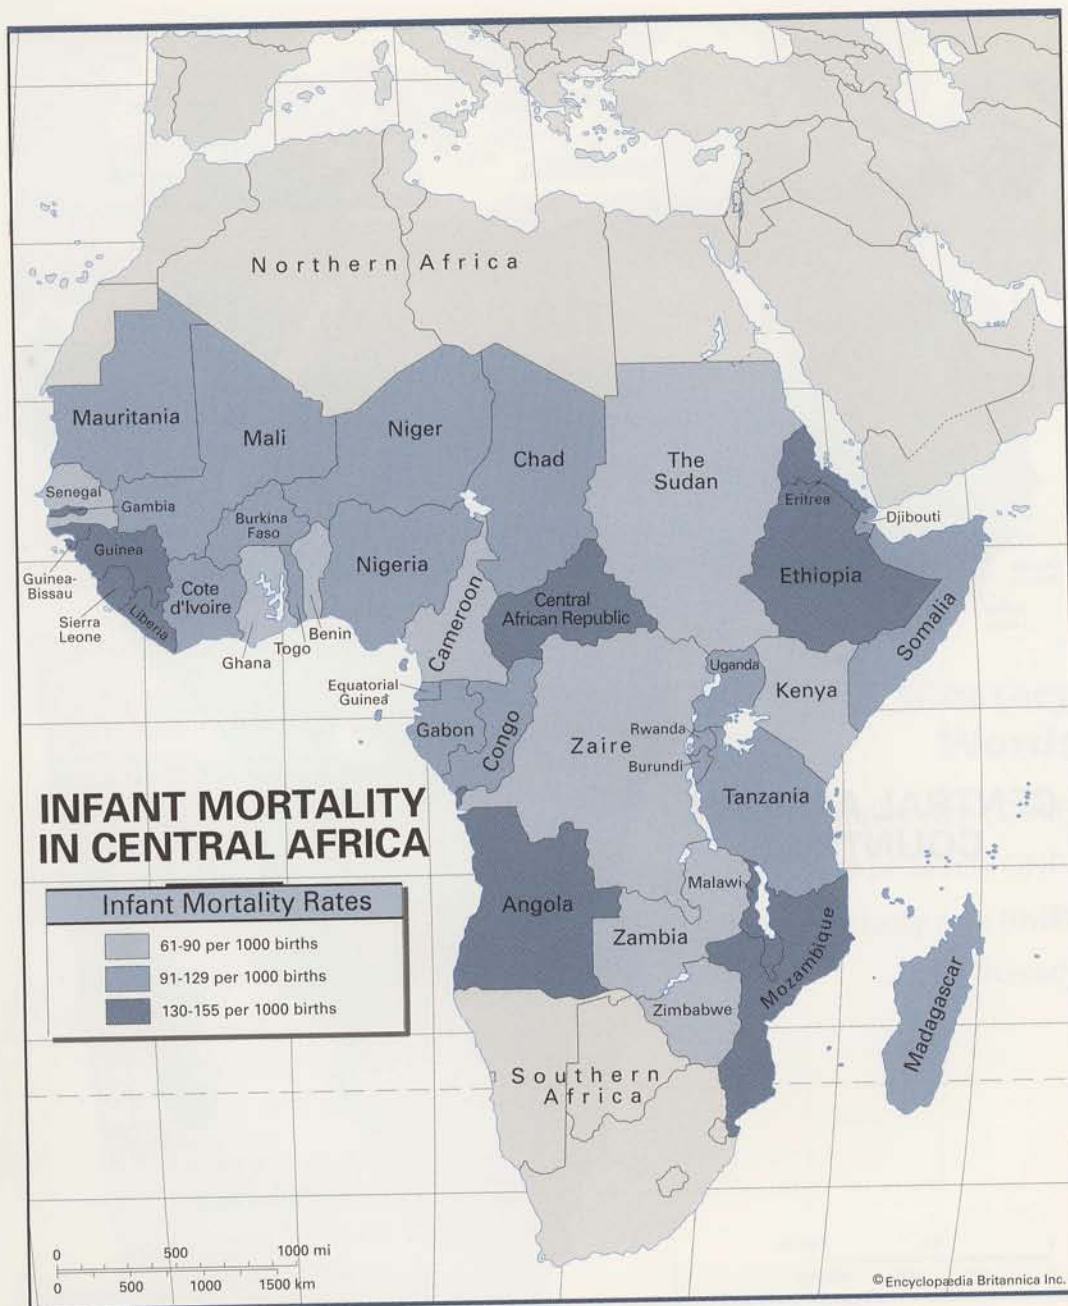 Northern Africa
Mauritania
Mali
Niger
Chad
The
Sudan
Senegal
Gambia
Burkina
Faso
Eritrea
Djibouti
Guinea
Guinea-
Bissau
Sierra
Leone
Liberia
Cote
d'Ivoire
Ghana
Togo
Benin
Nigeria
Cameroon
Central
African Republic
Ethiopia
Somalia
Equatorial
Guinea
Gabon
Congo
Zaire
Uganda
Kenya
Rwanda
Burundi
Tanzania
INFANT MORTALITY
IN CENTRAL AFRICA
Infant Mortality Rates
61-90 per 1000 births
91-129 per 1000 births
130-155 per 1000 births
Angola
Malawi
Zambia
Mozambique
Zimbabwe
Madagascar
Southern
Africa
0 500 1000 mi
0 500 1000 1500 km
©Encyclopædia Britannica Inc.